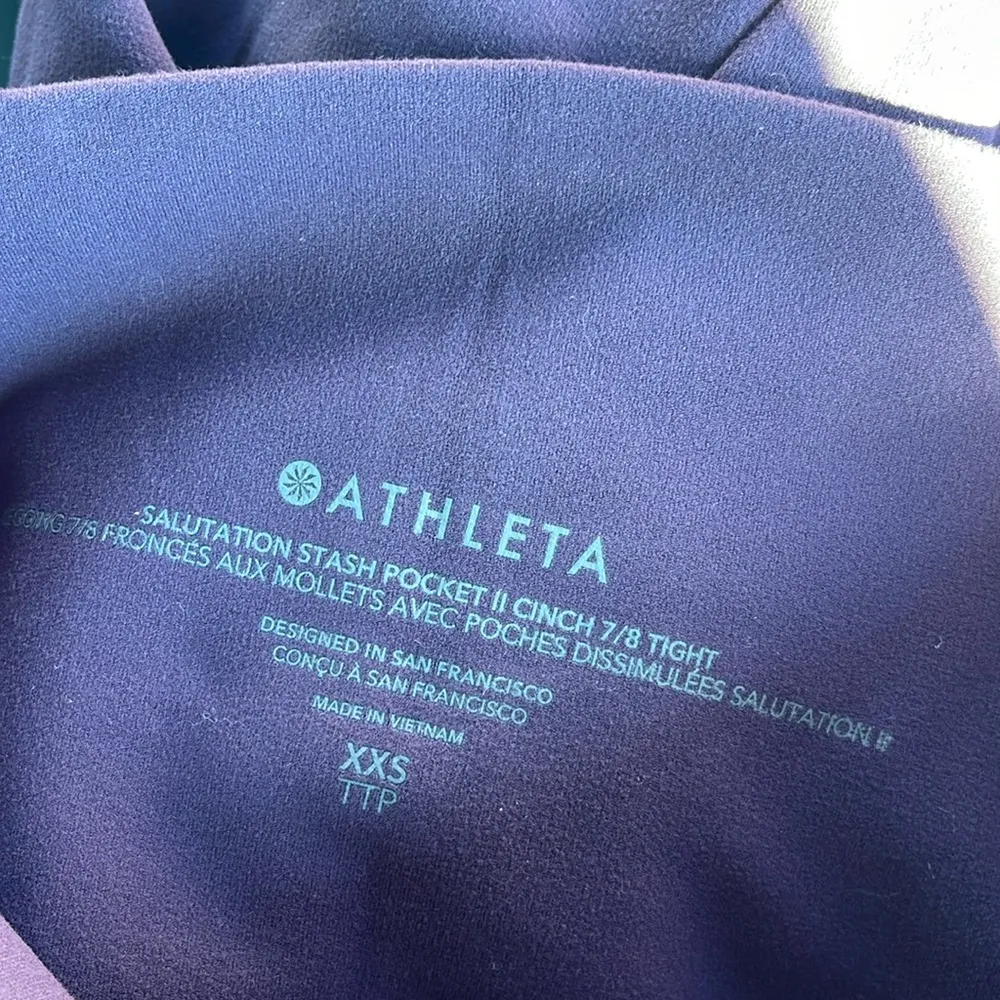 ATHLETA
SALUTATION STASH POCKET II CINCH 7/8 TIGHT
7/8 FRONCÉS AUX MOLLETS AVEC POCHES DISSIMULÉES SALUTATION II
DESIGNED IN SAN FRANCISCO
CONÇU À SAN FRANCISCO
MADE IN VIETNAM
XXS
TTP